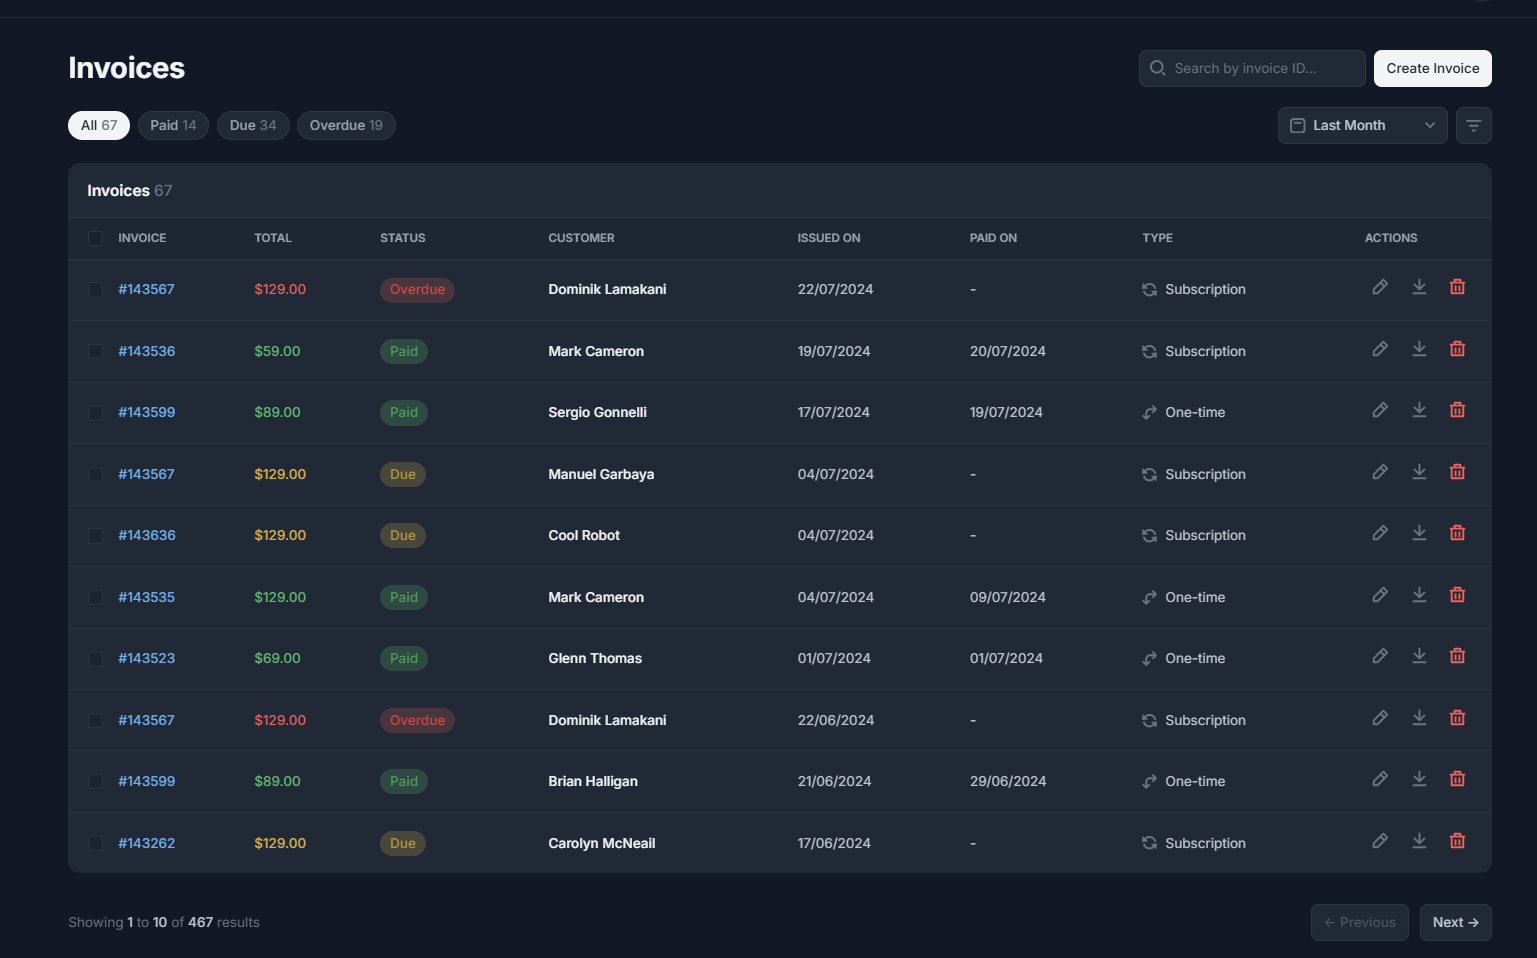 Invoices
Search by invoice ID...
Create Invoice
All 67 Paid 14 Due 34 Overdue 19
Last Month
Invoices 67
INVOICE TOTAL STATUS CUSTOMER ISSUED ON PAID ON TYPE ACTIONS
#143567 $129.00 Overdue Dominik Lamakani 22/07/2024 - Subscription
#143536 $59.00 Paid Mark Cameron 19/07/2024 20/07/2024 Subscription
#143599 $89.00 Paid Sergio Gonnelli 17/07/2024 19/07/2024 One-time
#143567 $129.00 Due Manuel Garbaya 04/07/2024 - Subscription
#143636 $129.00 Due Cool Robot 04/07/2024 - Subscription
#143535 $129.00 Paid Mark Cameron 04/07/2024 09/07/2024 One-time
#143523 $69.00 Paid Glenn Thomas 01/07/2024 01/07/2024 One-time
#143567 $129.00 Overdue Dominik Lamakani 22/06/2024 - Subscription
#143599 $89.00 Paid Brian Halligan 21/06/2024 29/06/2024 One-time
#143262 $129.00 Due Carolyn McNeail 17/06/2024 - Subscription
Showing 1 to 10 of 467 results
← Previous Next →